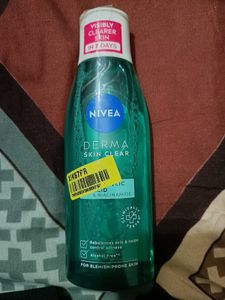 VISIBLY
CLEARER
SKIN
IN 7 DAYS
NIVEA
DERMA
SKIN CLEAR
& NIACINAMIDE
Rebalances skin & helps
control oiliness
Alcohol Free
FOR BLEMISH-PRONE SKIN